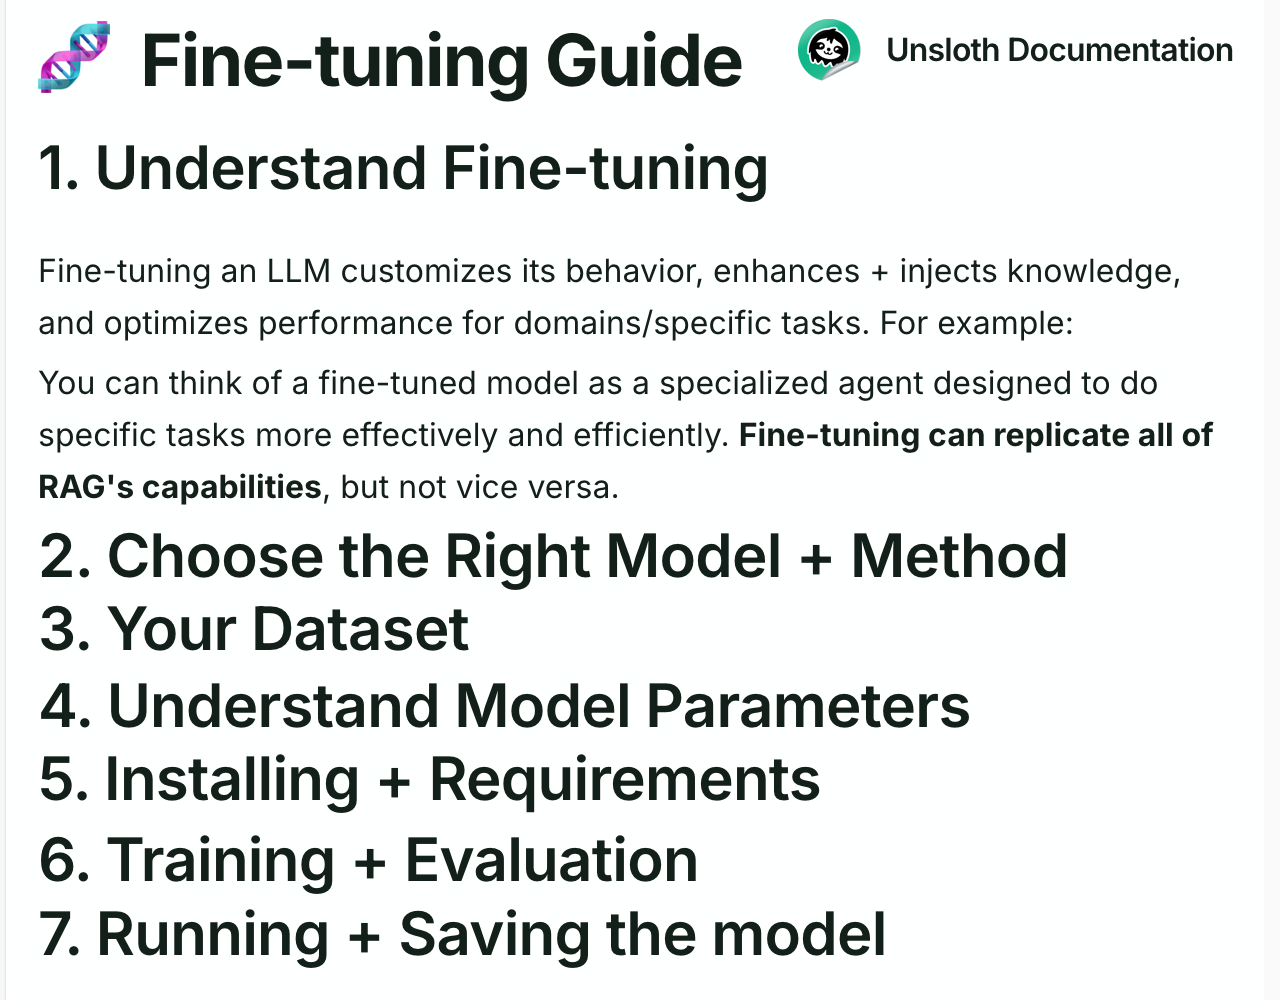 Fine-tuning Guide
Unsloth Documentation
1. Understand Fine-tuning
Fine-tuning an LLM customizes its behavior, enhances + injects knowledge,
and optimizes performance for domains/specific tasks. For example:
You can think of a fine-tuned model as a specialized agent designed to do
specific tasks more effectively and efficiently. Fine-tuning can replicate all of
RAG's capabilities, but not vice versa.
2. Choose the Right Model + Method
3. Your Dataset
4. Understand Model Parameters
5. Installing + Requirements
6. Training + Evaluation
7. Running + Saving the model